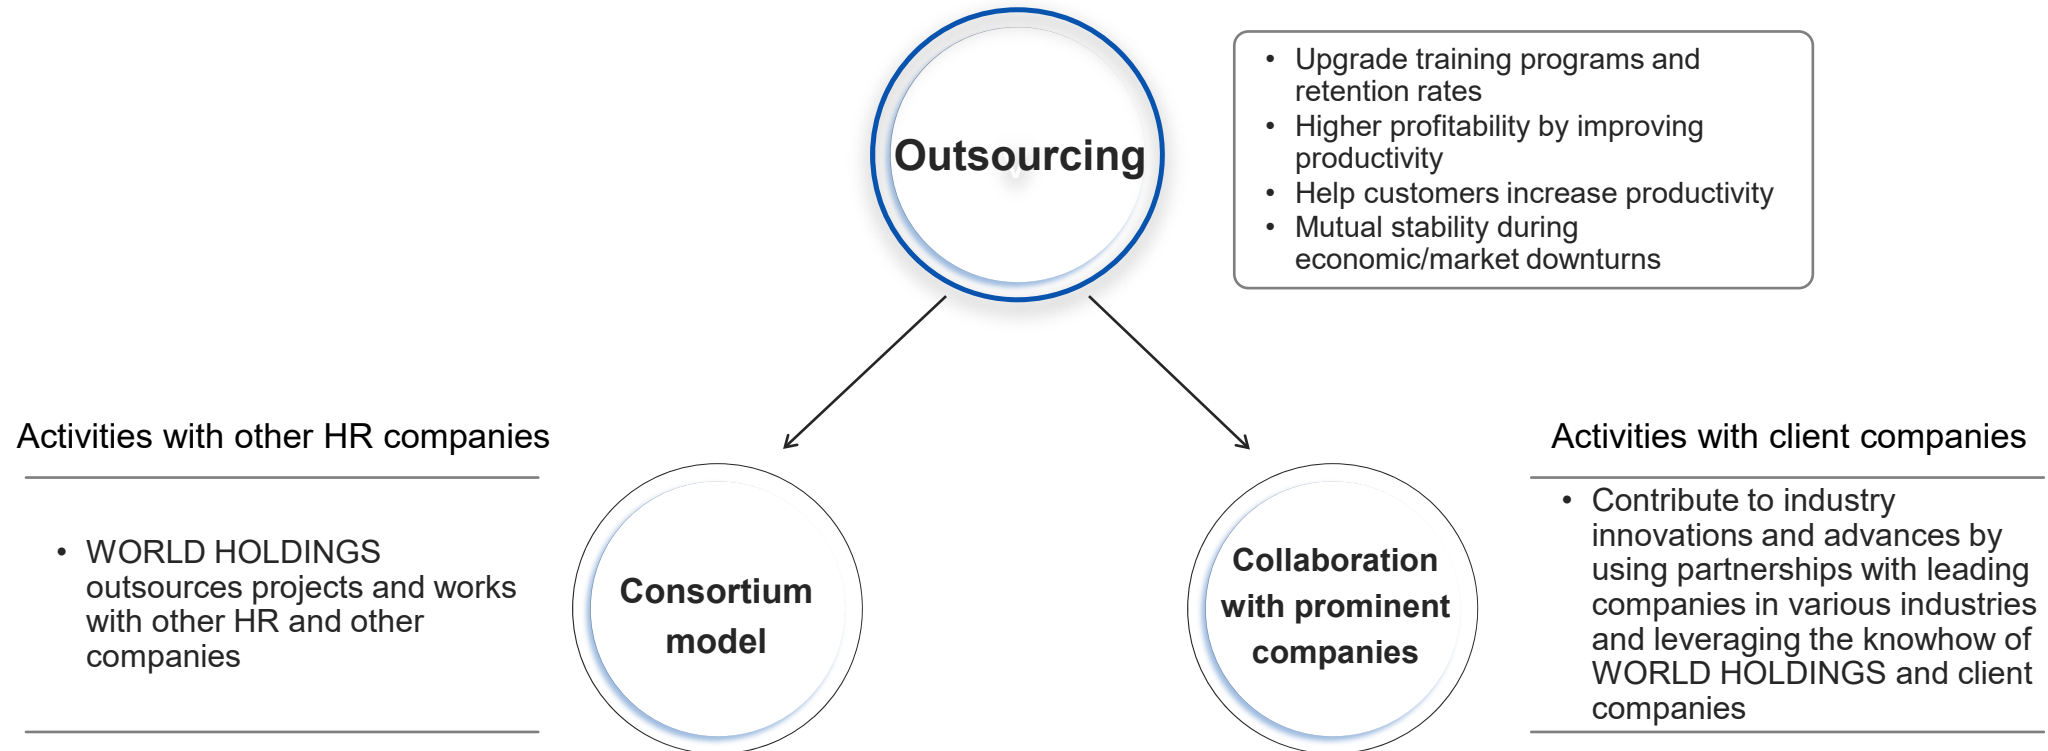 Outsourcing
• Upgrade training programs and
retention rates
• Higher profitability by improving
productivity
• Help customers increase productivity
• Mutual stability during
economic/market downturns
Activities with other HR companies
• WORLD HOLDINGS
outsources projects and works
with other HR and other
companies
Consortium
model
Collaboration
with prominent
companies
Activities with client companies
• Contribute to industry
innovations and advances by
using partnerships with leading
companies in various industries
and leveraging the knowhow of
WORLD HOLDINGS and client
companies